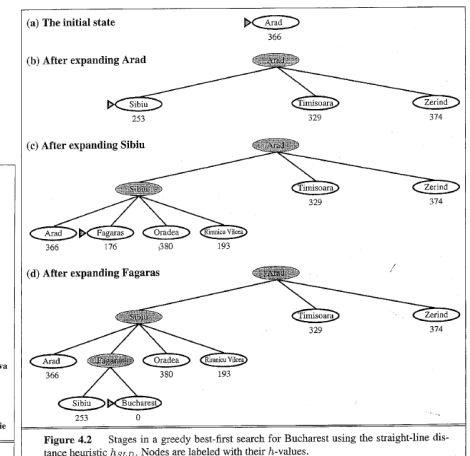 (a) The initial state
Arad
366
(b) After expanding Arad
Arad
Sibiu
Timisoara
Zerind
253
329
374
(c) After expanding Sibiu
Arad
Sibiu
Timisoara
Zerind
329
374
Arad
Fagaras
Oradea
Rimnicu Vilcea
366
176
380
193
(d) After expanding Fagaras
Arad
Sibiu
Timisoara
Zerind
329
374
Arad
Fagaras
Oradea
Rimnicu Vilcea
366
380
193
Sibiu
Bucharest
253
0
va
ie
Figure 4.2 Stages in a greedy best-first search for Bucharest using the straight-line dis-
tance heuristic hSLD. Nodes are labeled with their h-values.